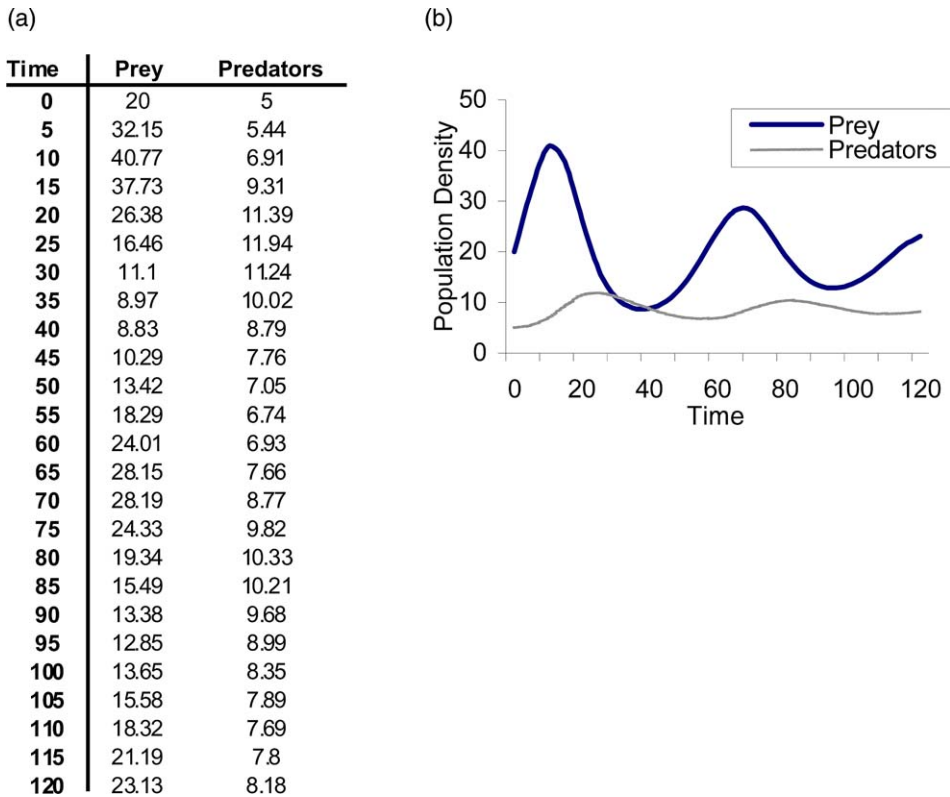 (a)
Time Prey Predators
0 20 5
5 32.15 5.44
10 40.77 6.91
15 37.73 9.31
20 26.38 11.39
25 16.46 11.94
30 11.1 11.24
35 8.97 10.02
40 8.83 8.79
45 10.29 7.76
50 13.42 7.05
55 18.29 6.74
60 24.01 6.93
65 28.15 7.66
70 28.19 8.77
75 24.33 9.82
80 19.34 10.33
85 15.49 10.21
90 13.38 9.68
95 12.85 8.99
100 13.65 8.35
105 15.58 7.89
110 18.32 7.69
115 21.19 7.8
120 23.13 8.18
(b)
Population Density
50
40
30
20
10
0
Prey
Predators
0 20 40 60 80 100 120
Time